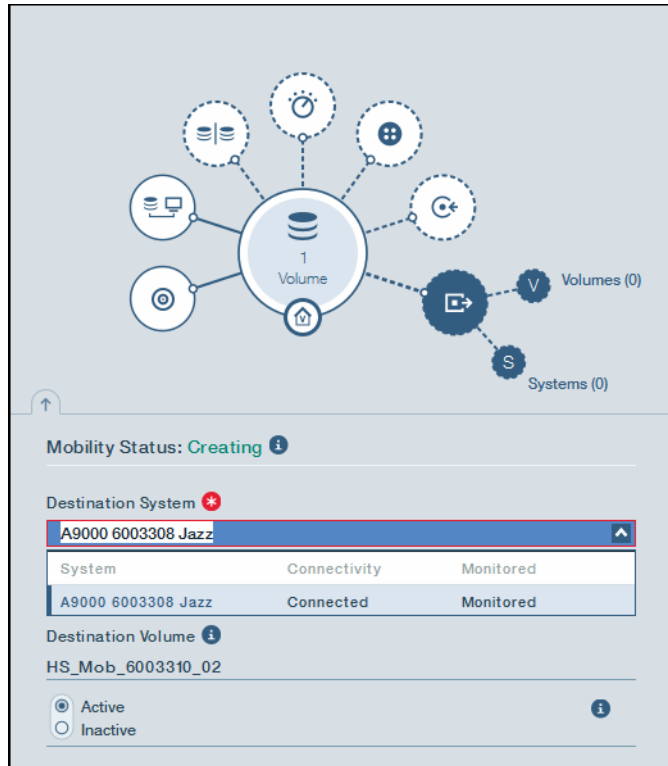 1
Volume
V
V
Volumes (0)
S
Systems (0)
Mobility Status: Creating
Destination System
A9000 6003308 Jazz
System Connectivity Monitored
A9000 6003308 Jazz Connected Monitored
Destination Volume
HS_Mob_6003310_02
Active
Inactive